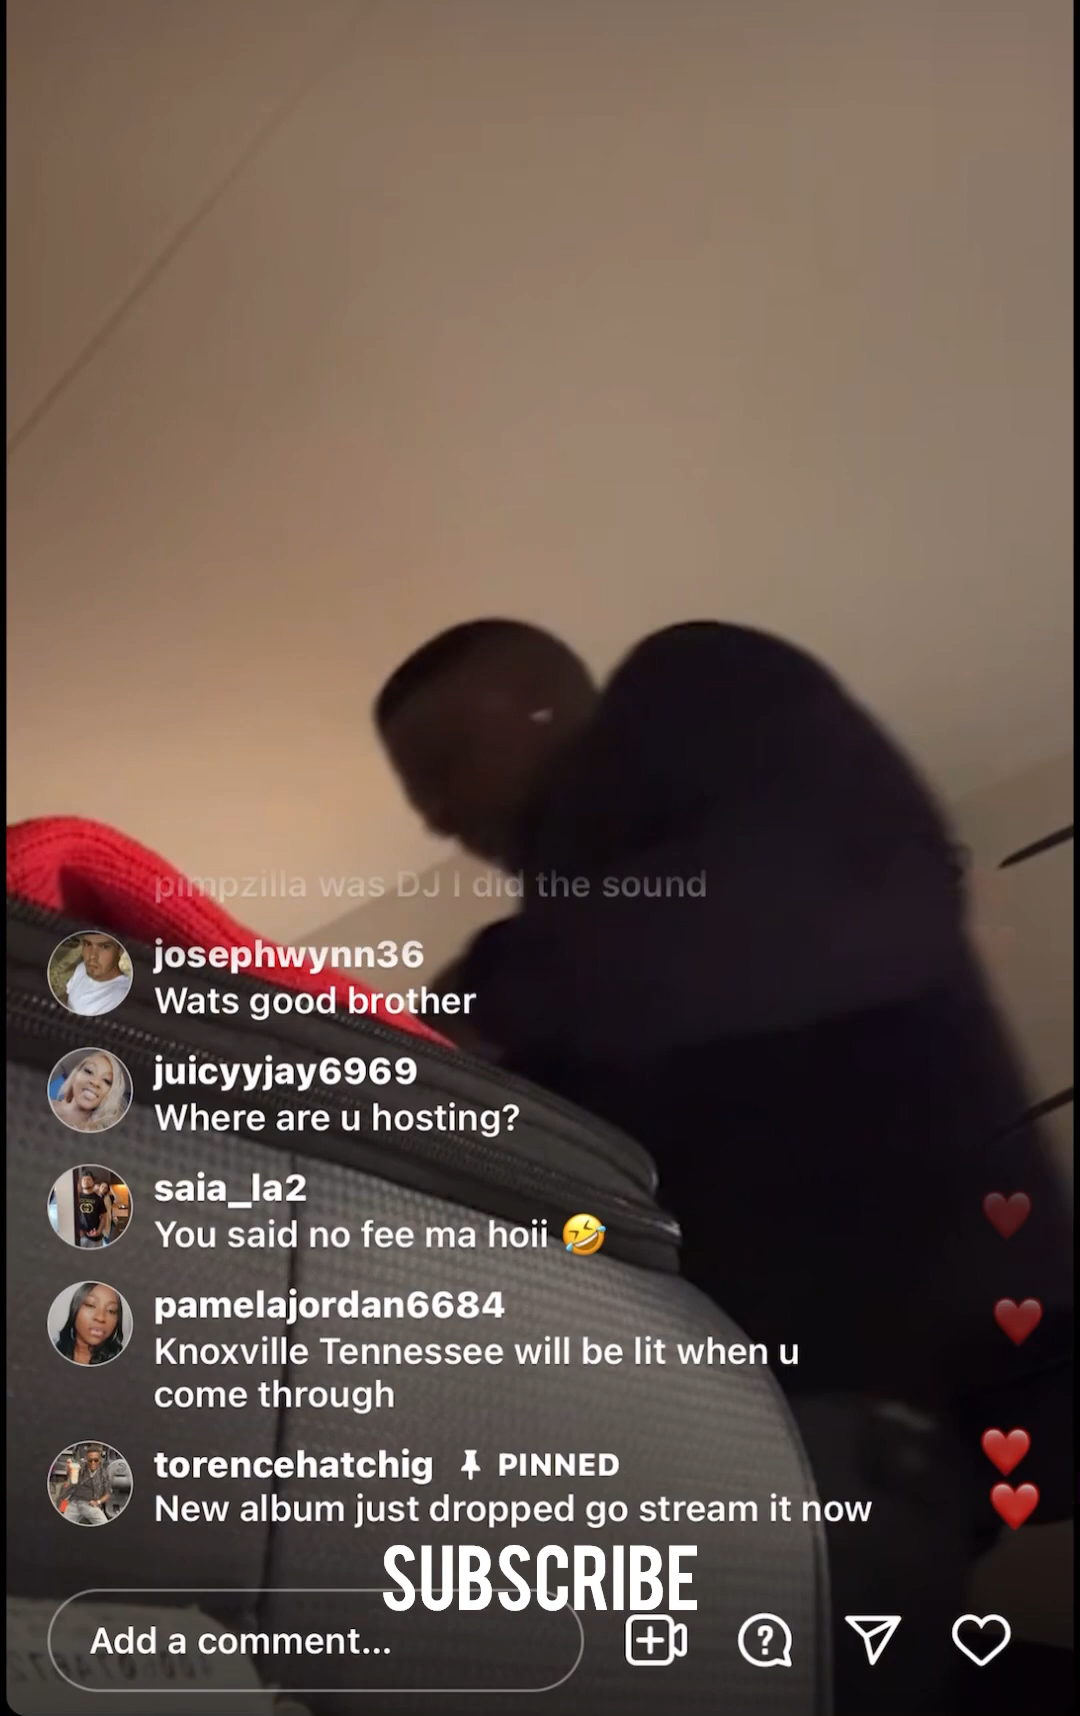 pimpzilla was DJ I did the sound
josephwynn36
Wats good brother
juicyyjay6969
Where are u hosting?
saia_la2
You said no fee ma hoii 🤣
pamelajordan6684
Knoxville Tennessee will be lit when u
come through
torencehatchig PINNED
New album just dropped go stream it now
SUBSCRIBE
Add a comment...